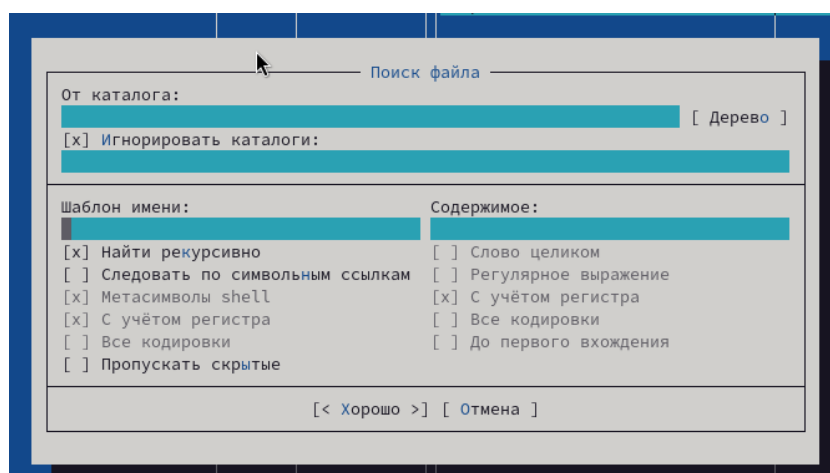 Поиск файла
От каталога:
[ Дерево ]
[x] Игнорировать каталоги:
Шаблон имени:
Содержимое:
[x] Найти рекурсивно
[ ] Слово целиком
[ ] Следовать по символьным ссылкам
[ ] Регулярное выражение
[x] Метасимволы shell
[x] С учётом регистра
[x] С учётом регистра
[ ] Все кодировки
[ ] Все кодировки
[ ] До первого вхождения
[ ] Пропускать скрытые
[< Хорошо >] [ Отмена ]